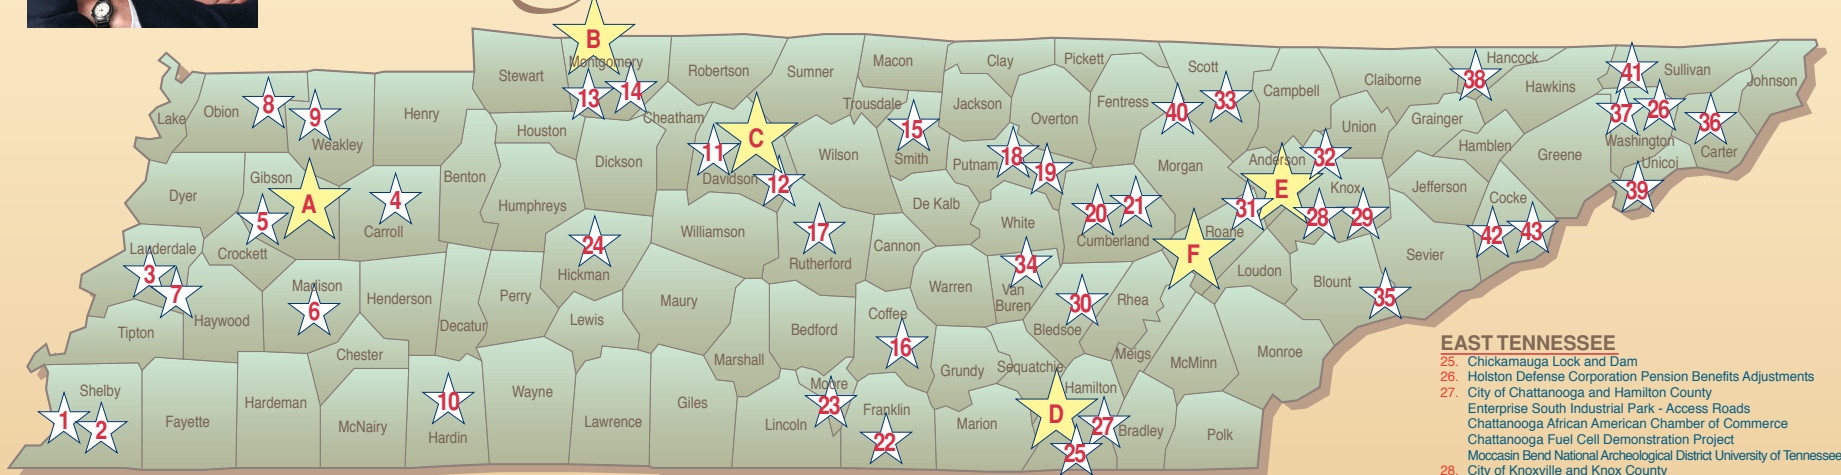 B
Montgomery
Stewart
Robertson
Sumner
Macon
Clay
Pickett
Scott
Hancock
41
Sullivan
Johnson
Claiborne
38
Hawkins
Campbell
Lake
Obion
8
9
Weakley
Henry
13
14
Cheatham
Trousdale
Jackson
Fentress
40
33
Overton
Union
Grainger
37
26
36
Washington
Carter
Unicoi
Houston
Dickson
11
C
Davidson
12
Wilson
15
Smith
Putnam
18
19
Morgan
Anderson
32
Hamblen
Greene
39
Dyer
Gibson
A
5
4
Carroll
Benton
Humphreys
De Kalb
White
20
21
Cumberland
31
E
Knox
28
29
Jefferson
Cocke
42
43
Roane
F
Lauderdale
3
7
Crockett
24
Hickman
Williamson
17
Rutherford
Cannon
34
Van
Buren
Loudon
Blount
35
Sevier
Madison
6
Henderson
Haywood
Tipton
Decatur
Perry
Lewis
Maury
Warren
30
Bledsoe
Rhea
Coffee
16
Bedford
Marshall
Chester
Grundy
Sequatchie
Meigs
McMinn
Monroe
Shelby
1
2
Fayette
Hardeman
McNairy
10
Hardin
Wayne
Lawrence
Giles
Lincoln
Moore
23
Franklin
22
Marion
Hamilton
D
27
25
Bradley
Polk
EAST TENNESSEE
25. Chickamauga Lock and Dam
26. Holston Defense Corporation Pension Benefits Adjustments
27. City of Chattanooga and Hamilton County
Enterprise South Industrial Park - Access Roads
Chattanooga African American Chamber of Commerce
Chattanooga Fuel Cell Demonstration Project
Moccasin Bend National Archeological District University of Tennessee
28. City of Knoxville and Knox County